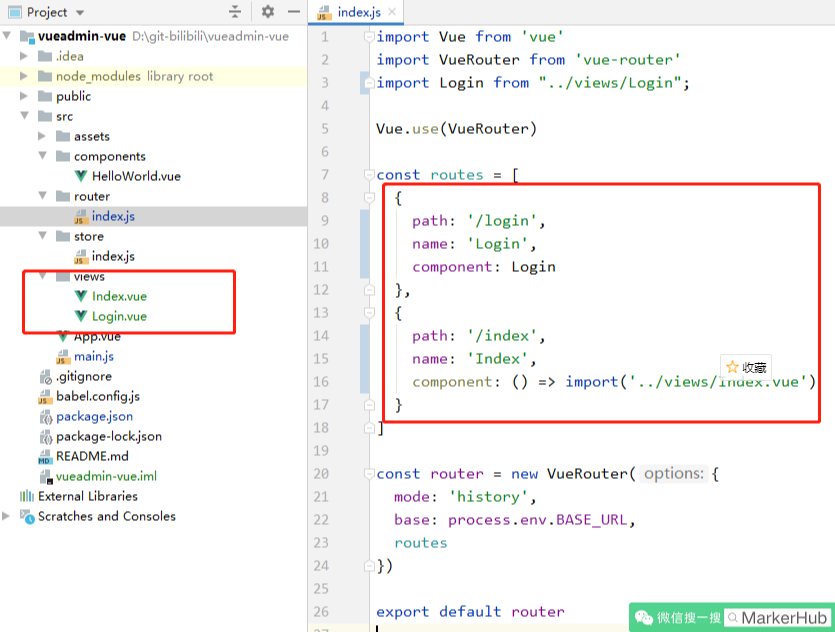 Project
vueadmin-vue D:\git-bilibili\vueadmin-vue
.idea
node_modules library root
public
src
assets
components
HelloWorld.vue
router
index.js
store
index.js
views
Index.vue
Login.vue
App.vue
main.js
.gitignore
babel.config.js
package.json
package-lock.json
README.md
vueadmin-vue.iml
External Libraries
Scratches and Consoles
index.js
1 import Vue from 'vue'
2 import VueRouter from 'vue-router'
3 import Login from "../views/Login";
4
5 Vue.use(VueRouter)
6
7 const routes = [
8 {
9 path: '/login',
10 name: 'Login',
11 component: Login
12 },
13 {
14 path: '/index',
15 name: 'Index',
16 component: () => import('../views/Index.vue')
17 }
18 ]
19
20 const router = new VueRouter( options: {
21 mode: 'history',
22 base: process.env.BASE_URL,
23 routes
24 })
25
26 export default router
27
收藏
微信搜一搜 MarkerHub